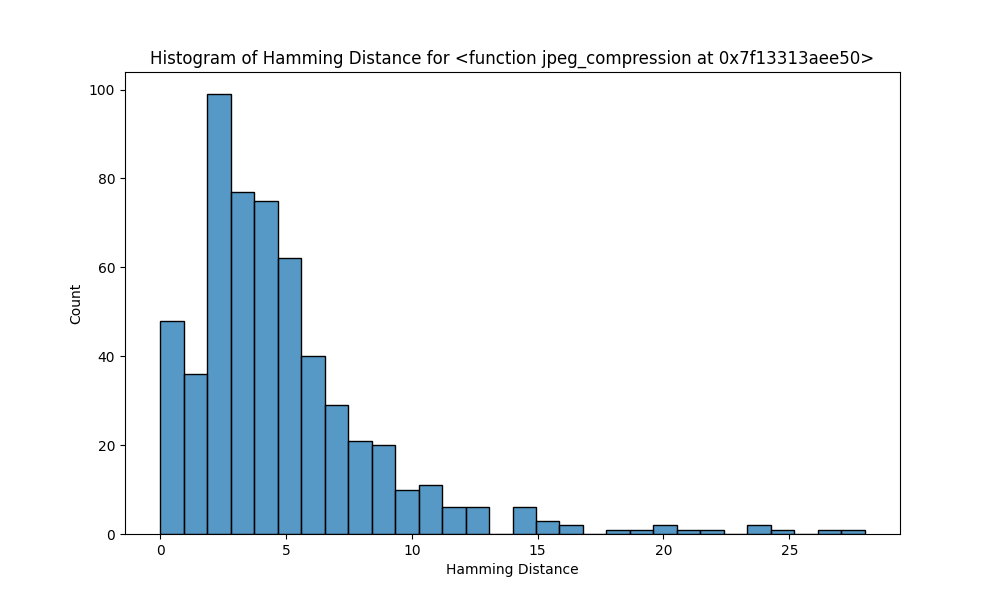 Histogram of Hamming Distance for <function jpeg_compression at 0x7f13313aee50>
100
80
60
40
20
0
Count
0 5 10 15 20 25
Hamming Distance